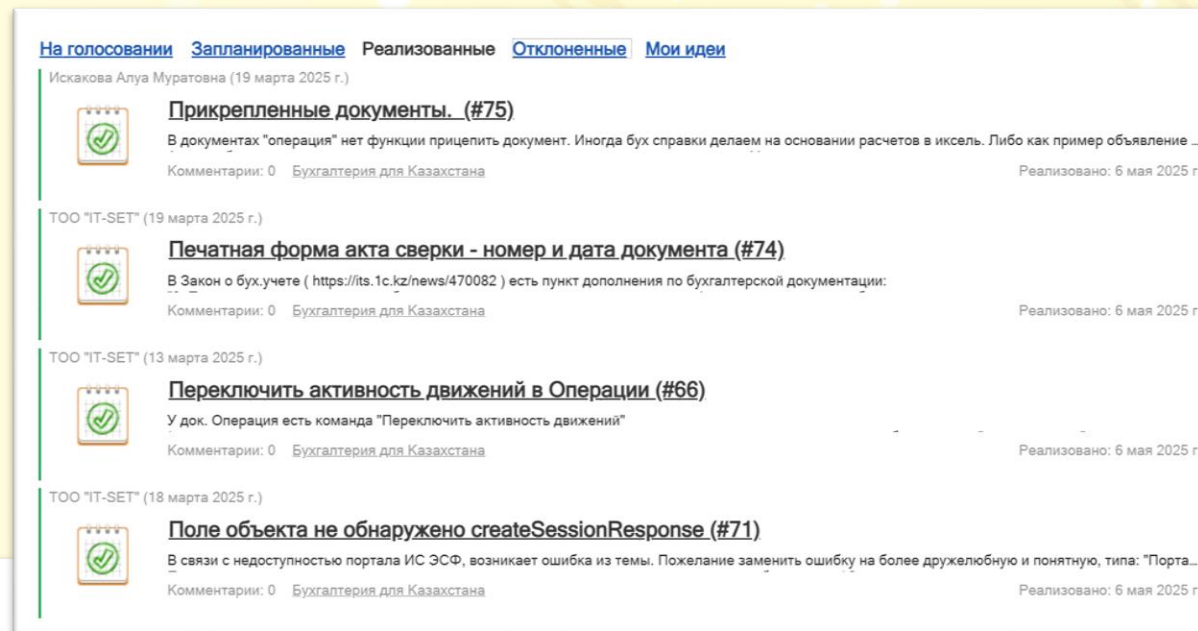 На голосовании Запланированные Реализованные Отклоненные Мои идеи
Искакова Алуа Муратовна (19 марта 2025 г.)
Прикрепленные документы. (#75)
В документах "операция" нет функции прицепить документ. Иногда бух справки делаем на основании расчетов в иксель. Либо как пример объявление ...
Комментарии: 0 Бухгалтерия для Казахстана Реализовано: 6 мая 2025 г
ТОО "IT-SET" (19 марта 2025 г.)
Печатная форма акта сверки - номер и дата документа (#74)
В Закон о бух.учете ( https://its.1c.kz/news/470082 ) есть пункт дополнения по бухгалтерской документации:
Комментарии: 0 Бухгалтерия для Казахстана Реализовано: 6 мая 2025 г
ТОО "IT-SET" (13 марта 2025 г.)
Переключить активность движений в Операции (#66)
У док. Операция есть команда "Переключить активность движений"
Комментарии: 0 Бухгалтерия для Казахстана Реализовано: 6 мая 2025 г
ТОО "IT-SET" (18 марта 2025 г.)
Поле объекта не обнаружено createSessionResponse (#71)
В связи с недоступностью портала ИС ЭСФ, возникает ошибка из темы. Пожелание заменить ошибку на более дружелюбную и понятную, типа: "Порта...
Комментарии: 0 Бухгалтерия для Казахстана Реализовано: 6 мая 2025 г